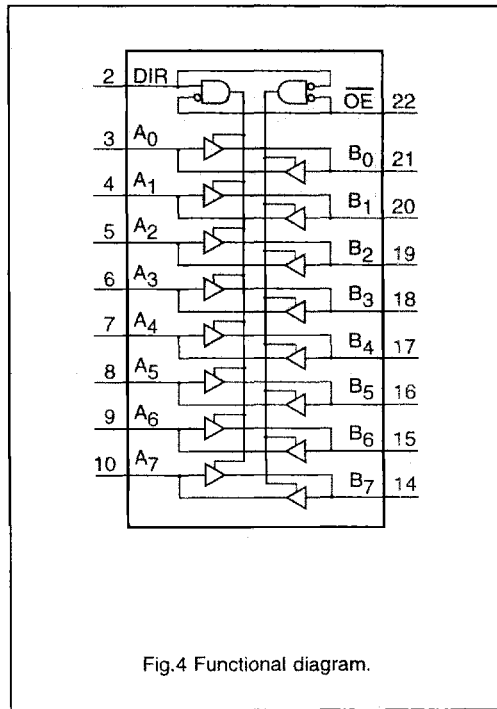 2 DIR
OE 22
3 A0
B0 21
4 A1
B1 20
5 A2
B2 19
6 A3
B3 18
7 A4
B4 17
8 A5
B5 16
9 A6
B6 15
10 A7
B7 14
Fig.4 Functional diagram.